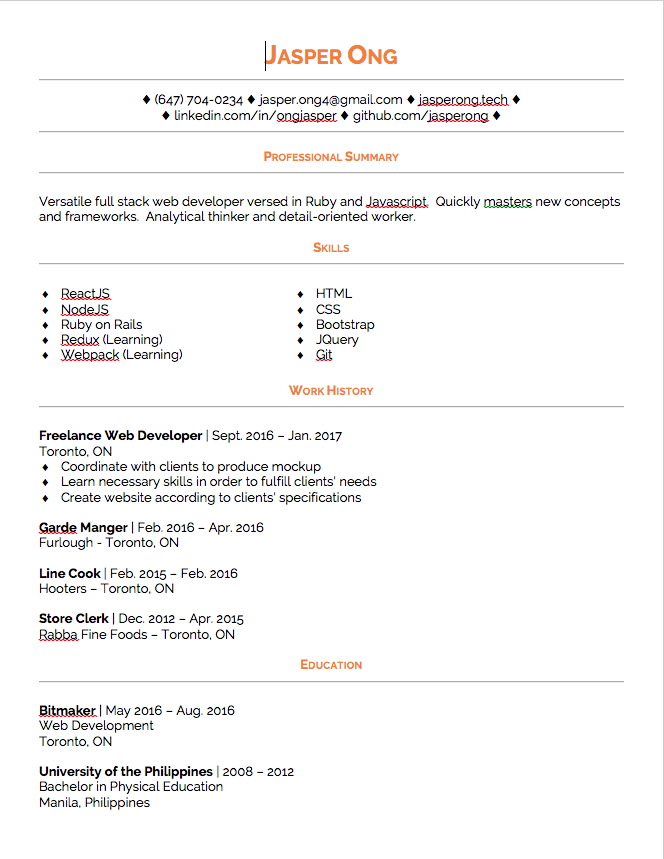 JASPER ONG
♦ (647) 704-0234 ♦ jasper.ong4@gmail.com ♦ jasperong.tech ♦
♦ linkedin.com/in/ongjasper ♦ github.com/jasperong ♦
PROFESSIONAL SUMMARY
Versatile full stack web developer versed in Ruby and Javascript. Quickly masters new concepts
and frameworks. Analytical thinker and detail-oriented worker.
SKILLS
♦ ReactJS
♦ NodeJS
♦ Ruby on Rails
♦ Redux (Learning)
♦ Webpack (Learning)
♦ HTML
♦ CSS
♦ Bootstrap
♦ JQuery
♦ Git
WORK HISTORY
Freelance Web Developer | Sept. 2016 – Jan. 2017
Toronto, ON
♦ Coordinate with clients to produce mockup
♦ Learn necessary skills in order to fulfill clients' needs
♦ Create website according to clients' specifications
Garde Manger | Feb. 2016 – Apr. 2016
Furlough - Toronto, ON
Line Cook | Feb. 2015 – Feb. 2016
Hooters – Toronto, ON
Store Clerk | Dec. 2012 – Apr. 2015
Rabba Fine Foods – Toronto, ON
EDUCATION
Bitmaker | May 2016 – Aug. 2016
Web Development
Toronto, ON
University of the Philippines | 2008 – 2012
Bachelor in Physical Education
Manila, Philippines